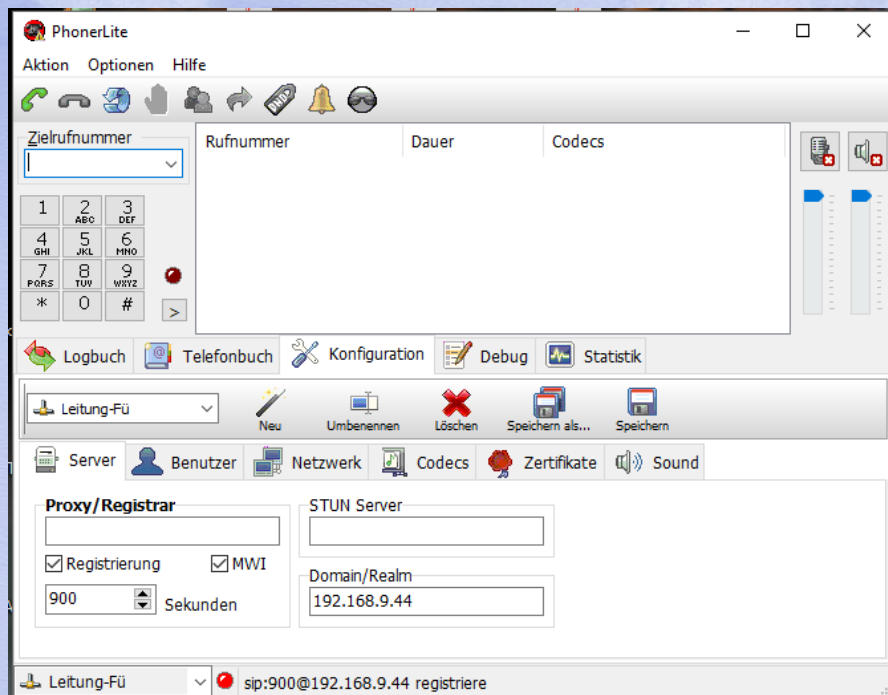 PhonerLite
Aktion Optionen Hilfe
DTMF
Zielrufnummer
Rufnummer Dauer Codecs
1 2 ABC 3 DEF
4 GHI 5 JKL 6 MNO
7 PQRS 8 TUV 9 WXYZ
* 0 # >
Logbuch Telefonbuch Konfiguration Debug Statistik
Leitung-Fü Neu Umbenennen Löschen Speichern als... Speichern
Server Benutzer Netzwerk Codecs Zertifikate Sound
Proxy/Registrar STUN Server
Registrierung MWI
Domain/Realm
900 Sekunden 192.168.9.44
Leitung-Fü sip:900@192.168.9.44 registriere